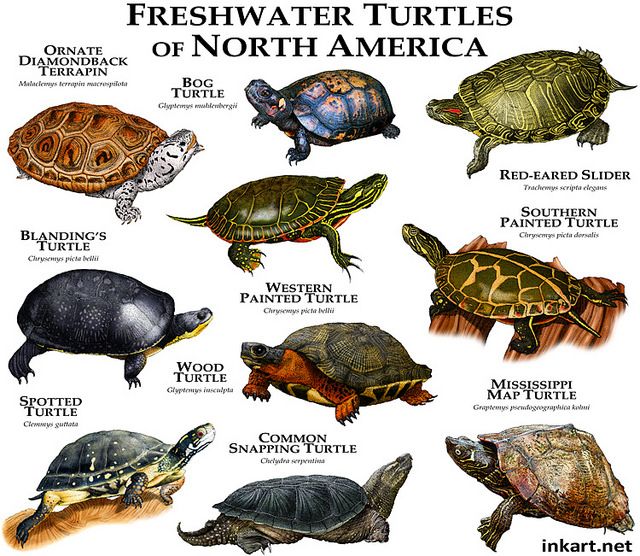 FRESHWATER TURTLES
OF NORTH AMERICA
ORNATE
DIAMONDBACK
TERRAPIN
Malaclemys terrapin macrospilota
BOG
TURTLE
Glyptemys muhlenbergii
RED-EARED SLIDER
Trachemys scripta elegans
BLANDING'S
TURTLE
Chrysemys picta bellii
SOUTHERN
PAINTED TURTLE
Chrysemys picta dorsalis
WESTERN
PAINTED TURTLE
Chrysemys picta bellii
WOOD
TURTLE
Glyptemys insculpta
MISSISSIPPI
MAP TURTLE
Graptemys pseudogeographica kohni
SPOTTED
TURTLE
Clemmys guttata
COMMON
SNAPPING TURTLE
Chelydra serpentina
inkart.net